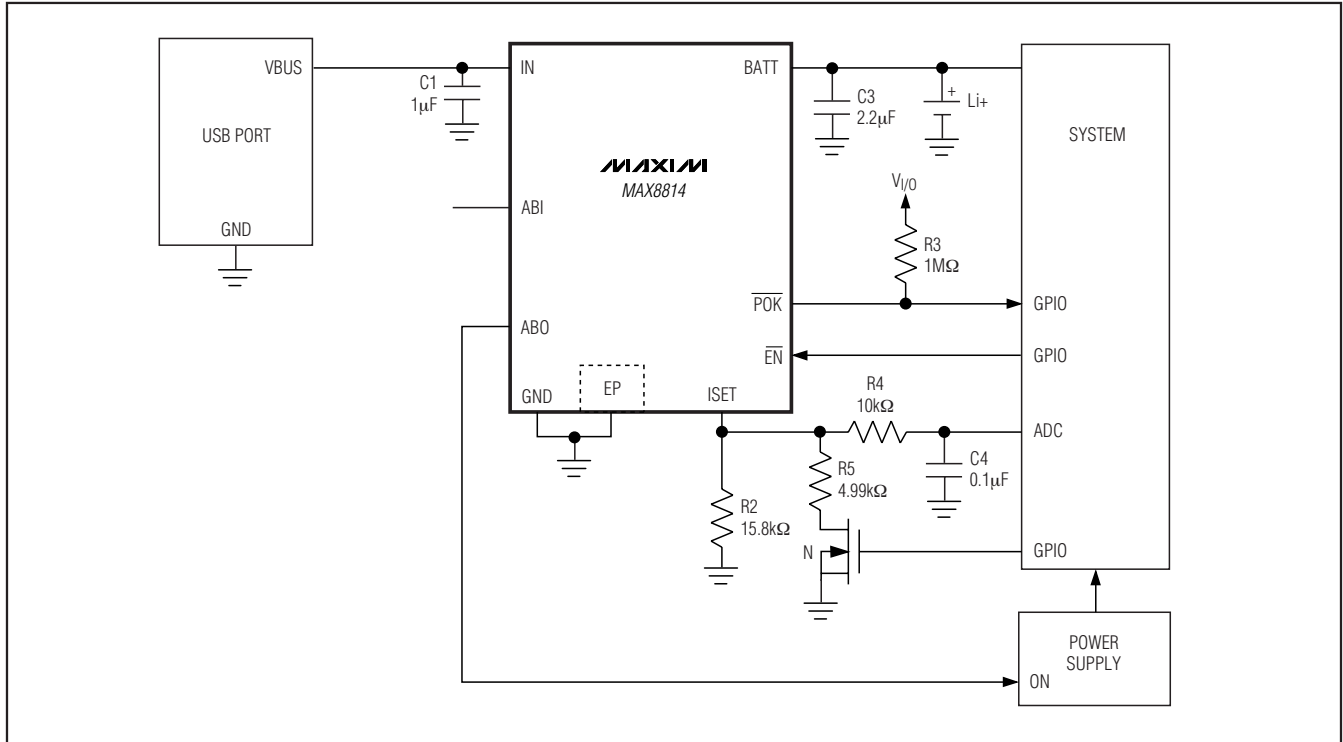 USB PORT
VBUS
GND
C1
1µF
IN
ABI
ABO
GND
EP
ISET
BATT
P̅O̅K̅
E̅N̅
MAXIM
MAX8814
C3
2.2µF
+
Li+
VI/O
R3
1MΩ
R4
10kΩ
C4
0.1µF
R5
4.99kΩ
R2
15.8kΩ
N
SYSTEM
GPIO
GPIO
ADC
GPIO
POWER
SUPPLY
ON